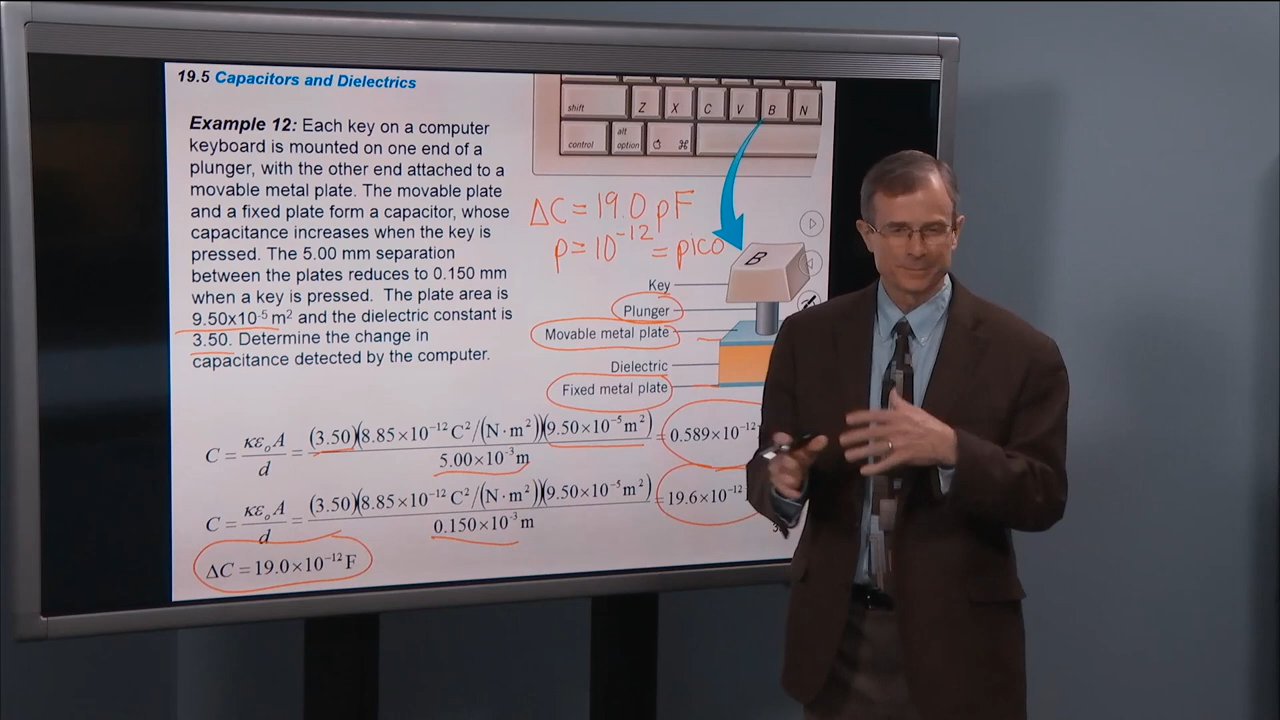 19.5 Capacitors and Dielectrics
Example 12: Each key on a computer
keyboard is mounted on one end of a
plunger, with the other end attached to a
movable metal plate. The movable plate
and a fixed plate form a capacitor, whose
capacitance increases when the key is
pressed. The 5.00 mm separation
between the plates reduces to 0.150 mm
when a key is pressed. The plate area is
9.50x10⁻⁵ m² and the dielectric constant is
3.50. Determine the change in
capacitance detected by the computer.
shift Z X C V B N
control alt option ⌘
ΔC = 19.0 pF
p = 10⁻¹² = pico
B
Key
Plunger
Movable metal plate
Dielectric
Fixed metal plate
C = κε₀A/d = (3.50)(8.85×10⁻¹² C²/(N·m²))(9.50×10⁻⁵ m²)/5.00×10⁻³ m = 0.589×10⁻¹²
C = κε₀A/d = (3.50)(8.85×10⁻¹² C²/(N·m²))(9.50×10⁻⁵ m²)/0.150×10⁻³ m = 19.6×10⁻¹²
ΔC = 19.0×10⁻¹² F